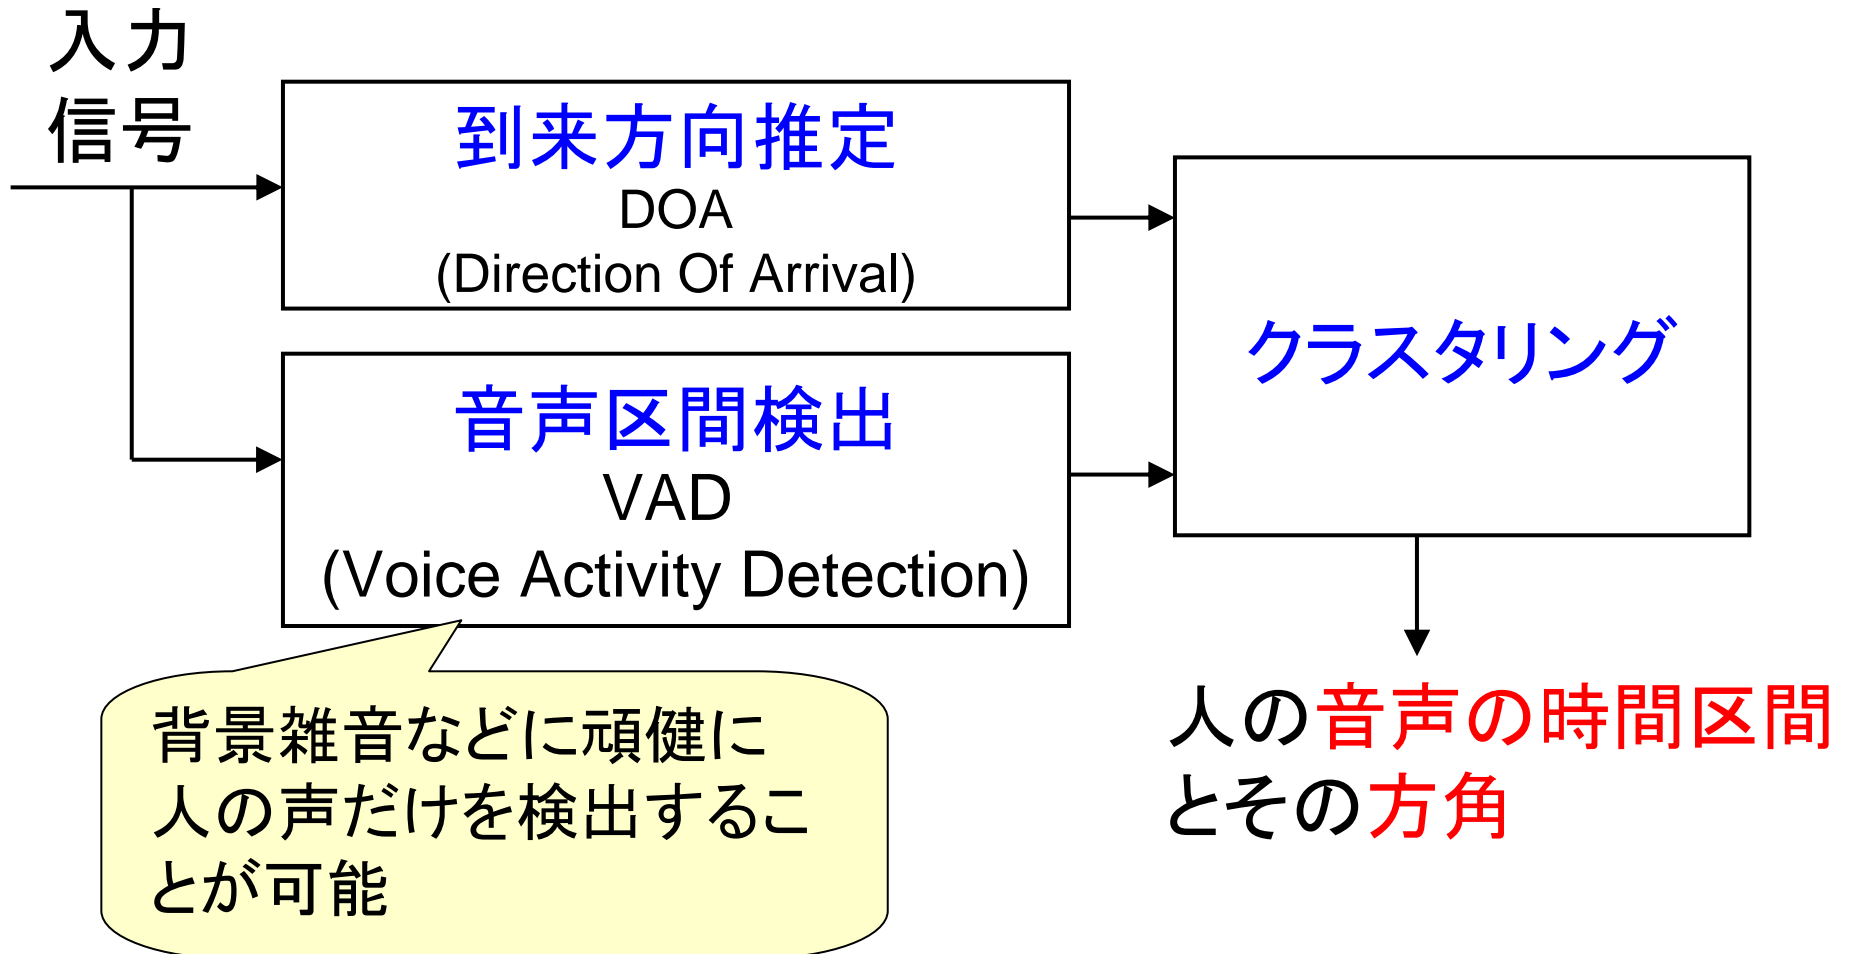 入力
信号
到来方向推定
DOA
(Direction Of Arrival)
音声区間検出
VAD
(Voice Activity Detection)
クラスタリング
背景雑音などに頑健に
人の声だけを検出するこ
とが可能
人の音声の時間区間
とその方角